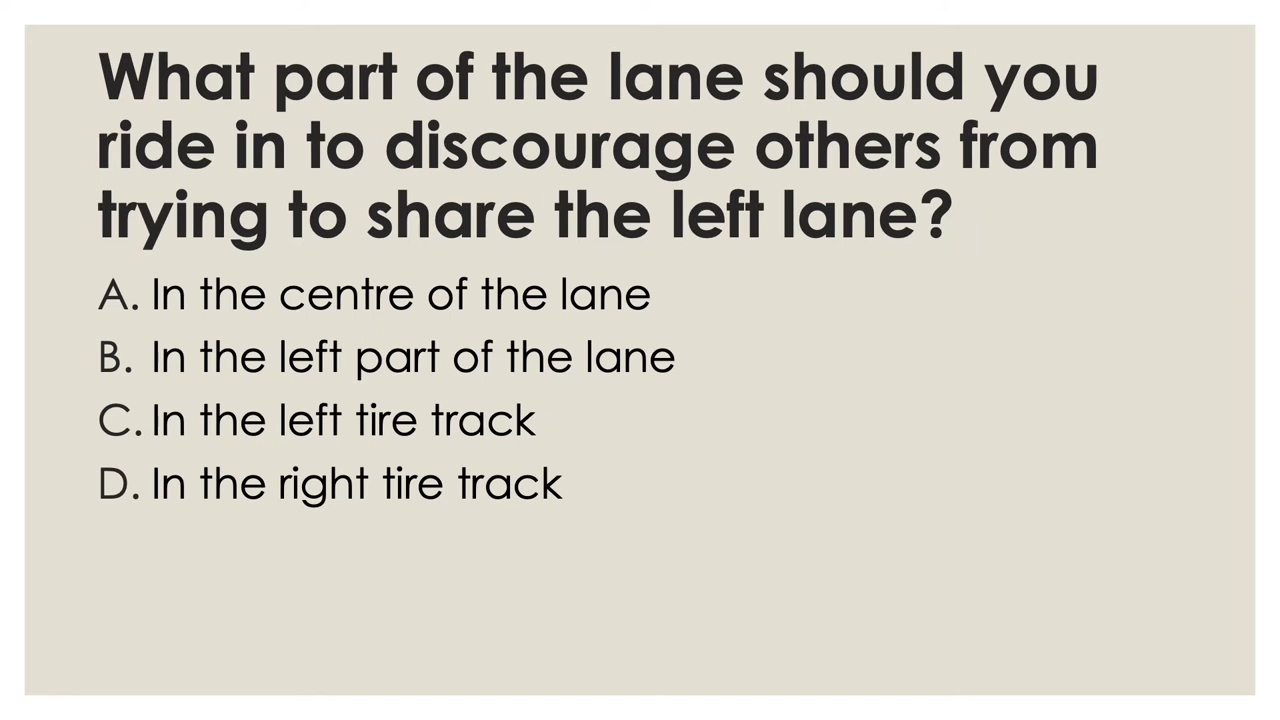 What part of the lane should you
ride in to discourage others from
trying to share the left lane?
A. In the centre of the lane
B. In the left part of the lane
C. In the left tire track
D. In the right tire track